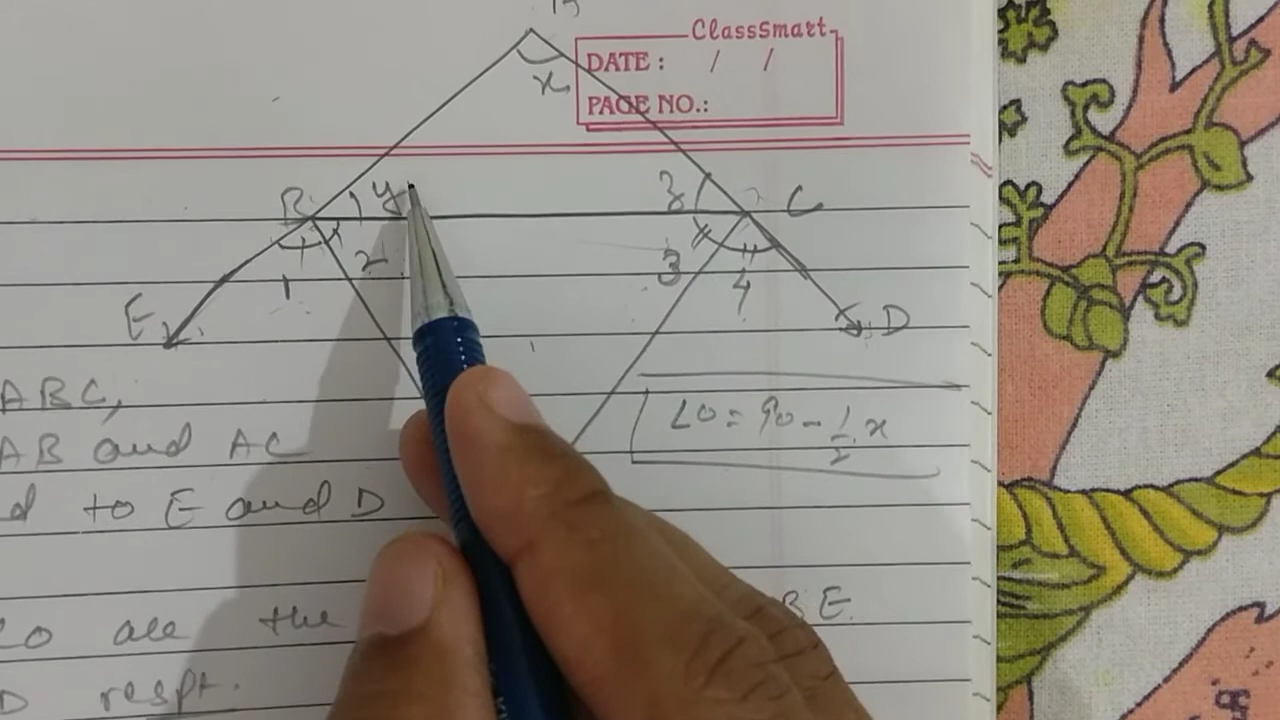 ClassSmart
DATE : / /
x
PAGE NO.:
B y z C
2 3
1 4
E D
∠O = 90 - 1/2 x
ABC,
AB and AC
d to E and D
CO are the BE.
D respt.